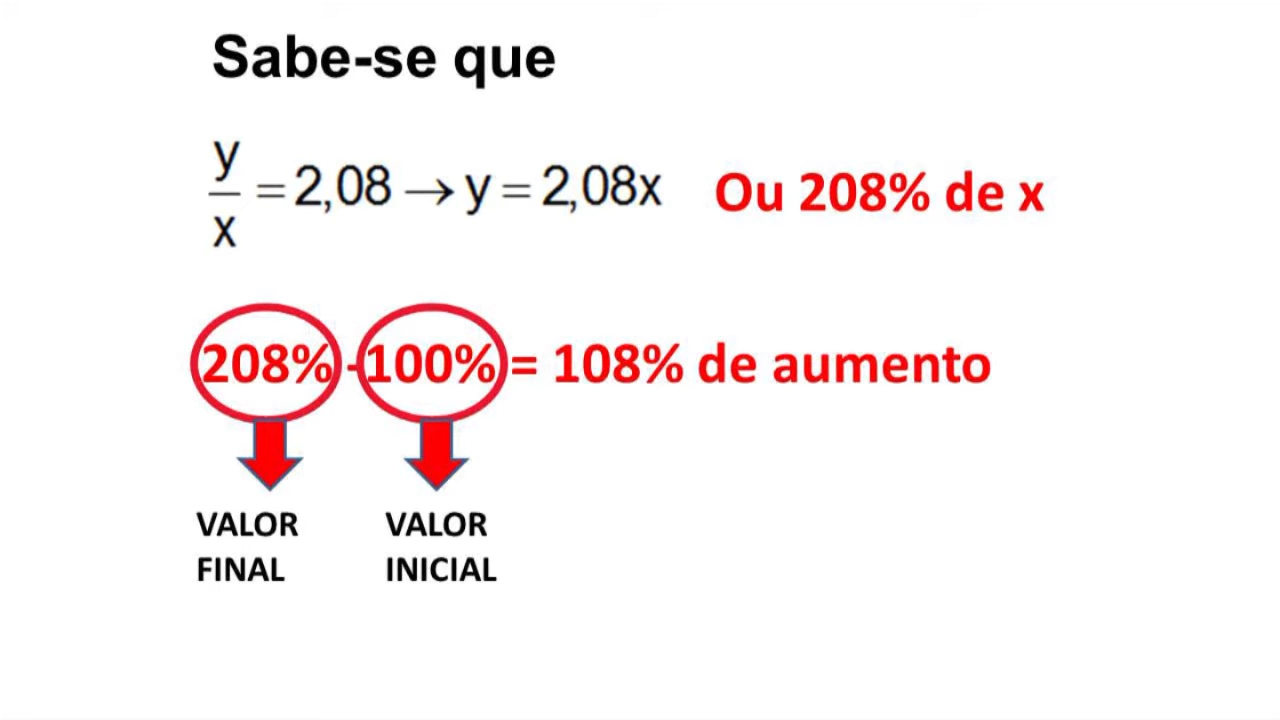 Sabe-se que
y/x = 2,08 → y = 2,08x Ou 208% de x
208% - 100% = 108% de aumento
VALOR FINAL
VALOR INICIAL